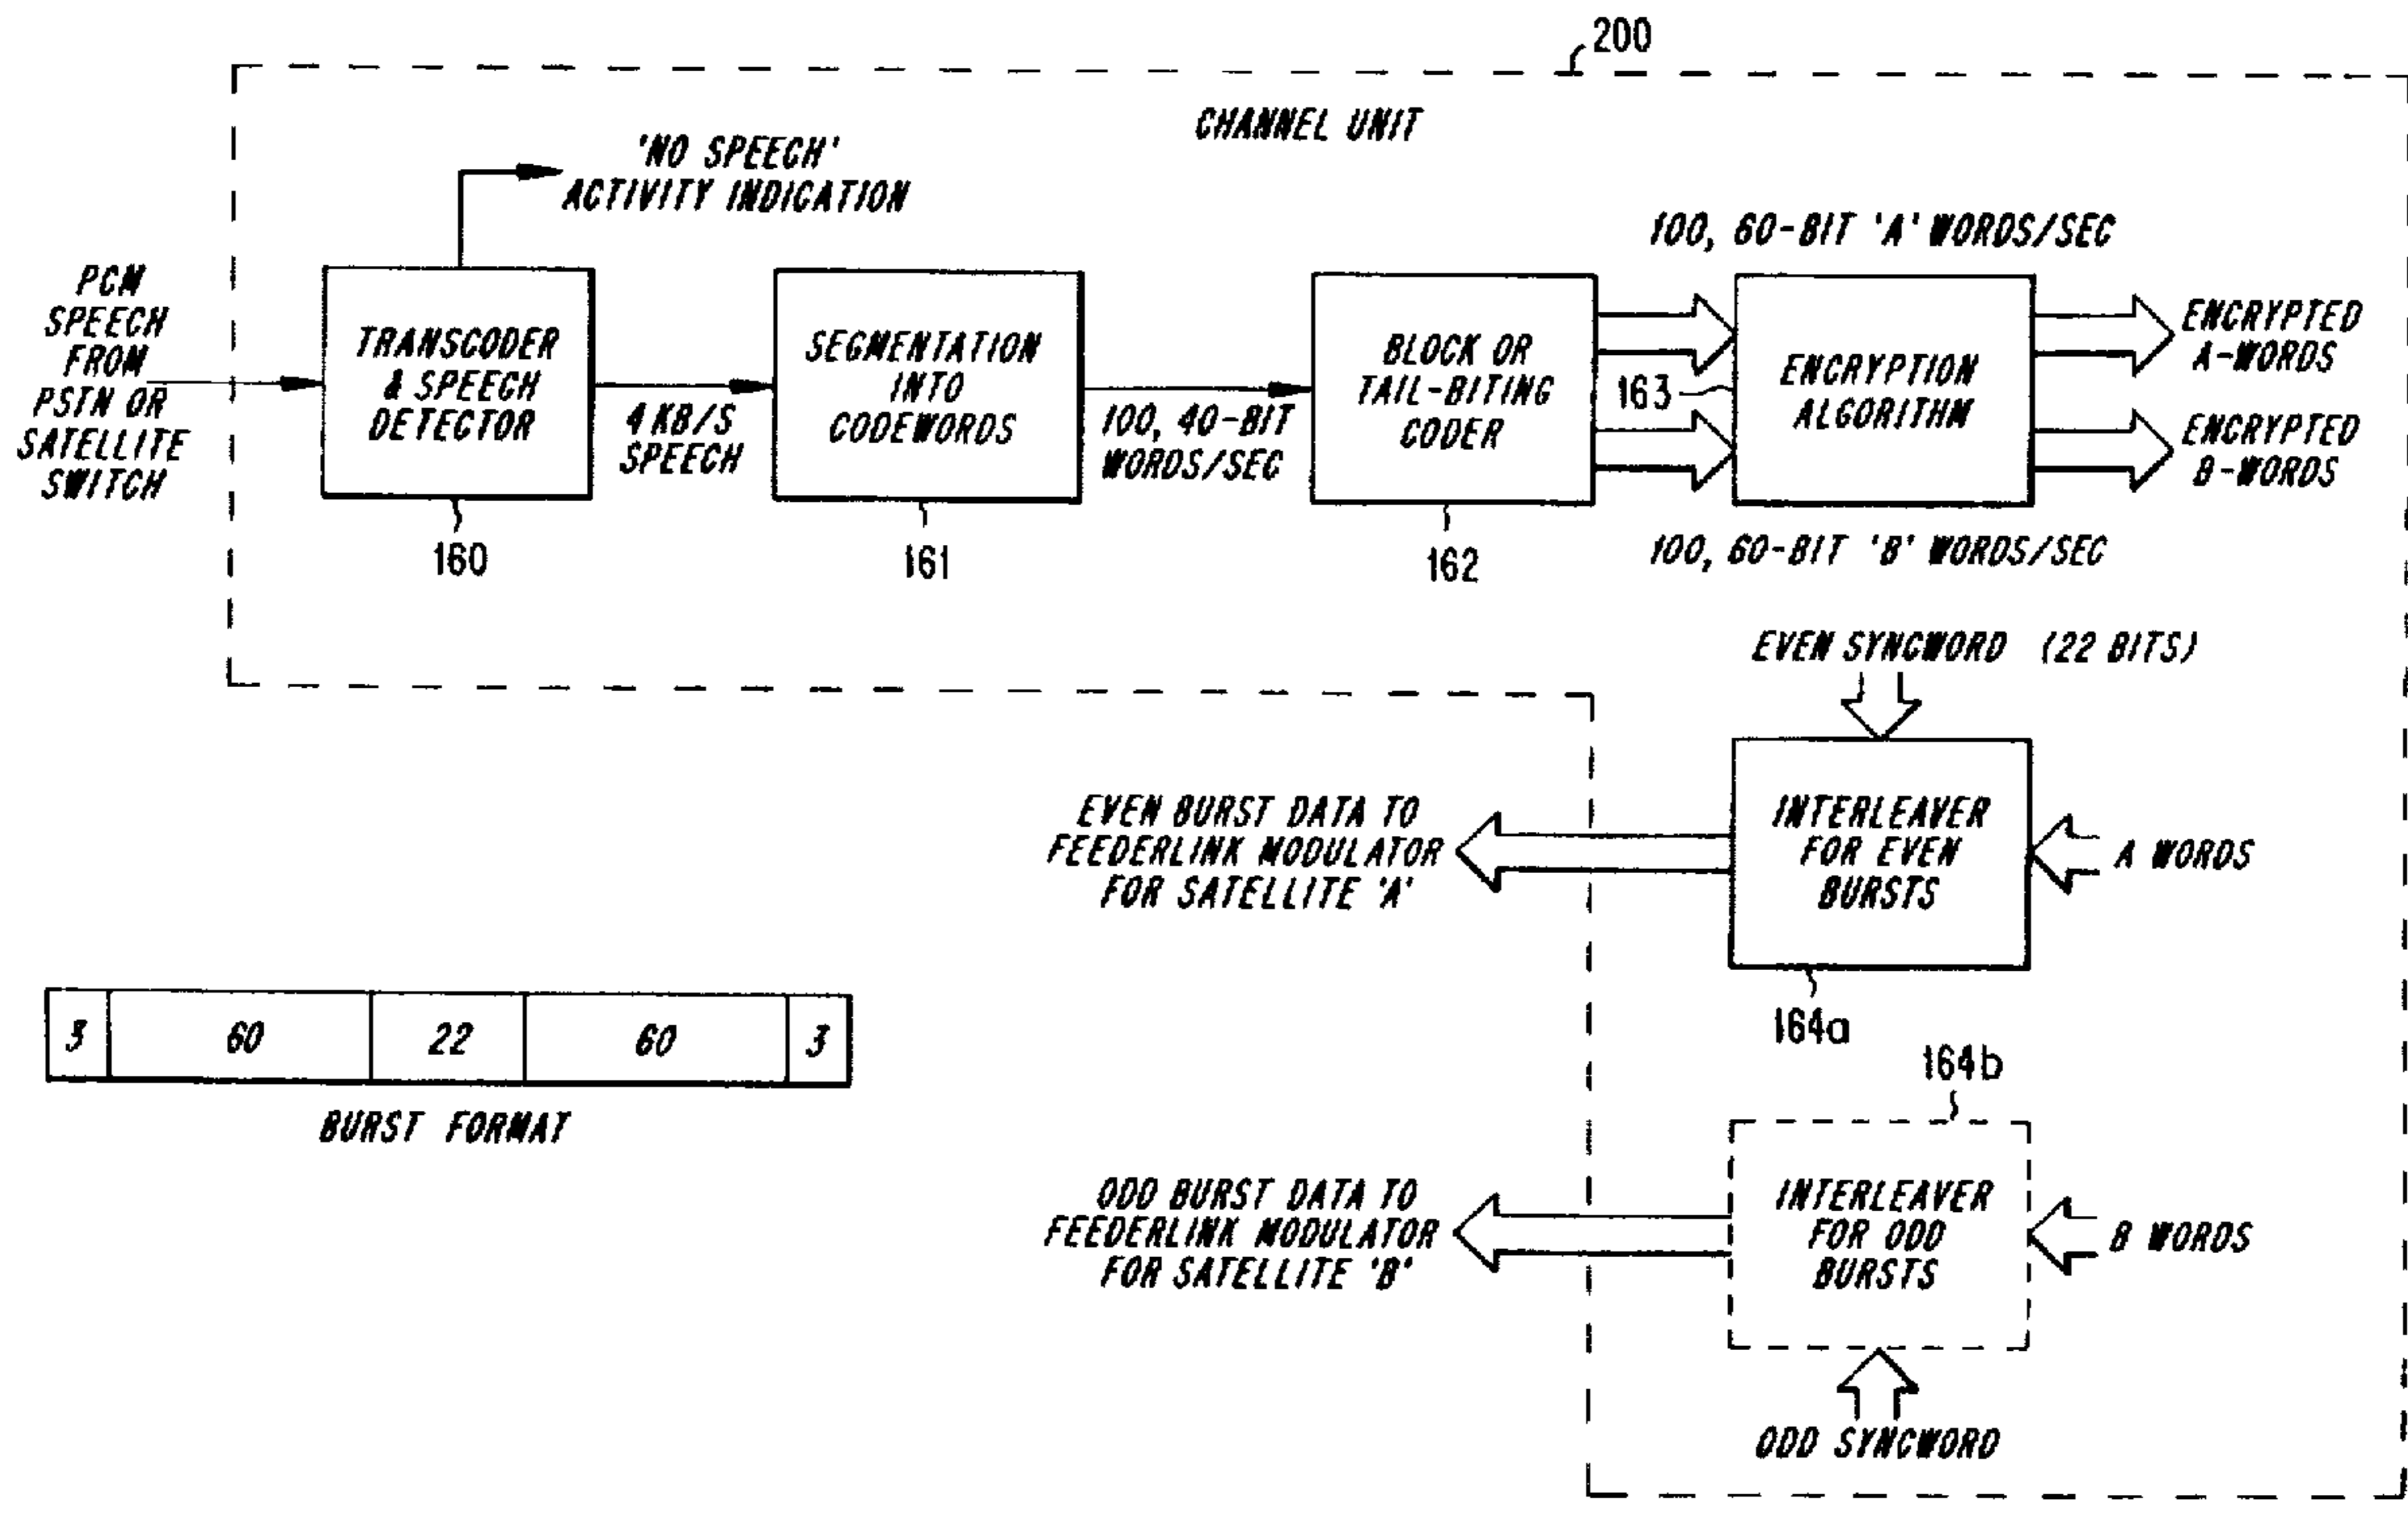 200
CHANNEL UNIT
'NO SPEECH'
ACTIVITY INDICATION
PCM
SPEECH
FROM
PSTN OR
SATELLITE
SWITCH
TRANSCODER
& SPEECH
DETECTOR
160
4 KB/S
SPEECH
SEGMENTATION
INTO
CODEWORDS
161
100, 40-BIT
WORDS/SEC
BLOCK OR
TAIL-BITING
CODER
162
100, 60-BIT 'A' WORDS/SEC
163
ENCRYPTION
ALGORITHM
100, 60-BIT 'B' WORDS/SEC
ENCRYPTED
A-WORDS
ENCRYPTED
B-WORDS
EVEN SYNCWORD (22 BITS)
EVEN BURST DATA TO
FEEDERLINK MODULATOR
FOR SATELLITE 'A'
INTERLEAVER
FOR EVEN
BURSTS
A WORDS
164a
3 60 22 60 3
BURST FORMAT
164b
ODD BURST DATA TO
FEEDERLINK MODULATOR
FOR SATELLITE 'B'
INTERLEAVER
FOR ODD
BURSTS
B WORDS
ODD SYNCWORD